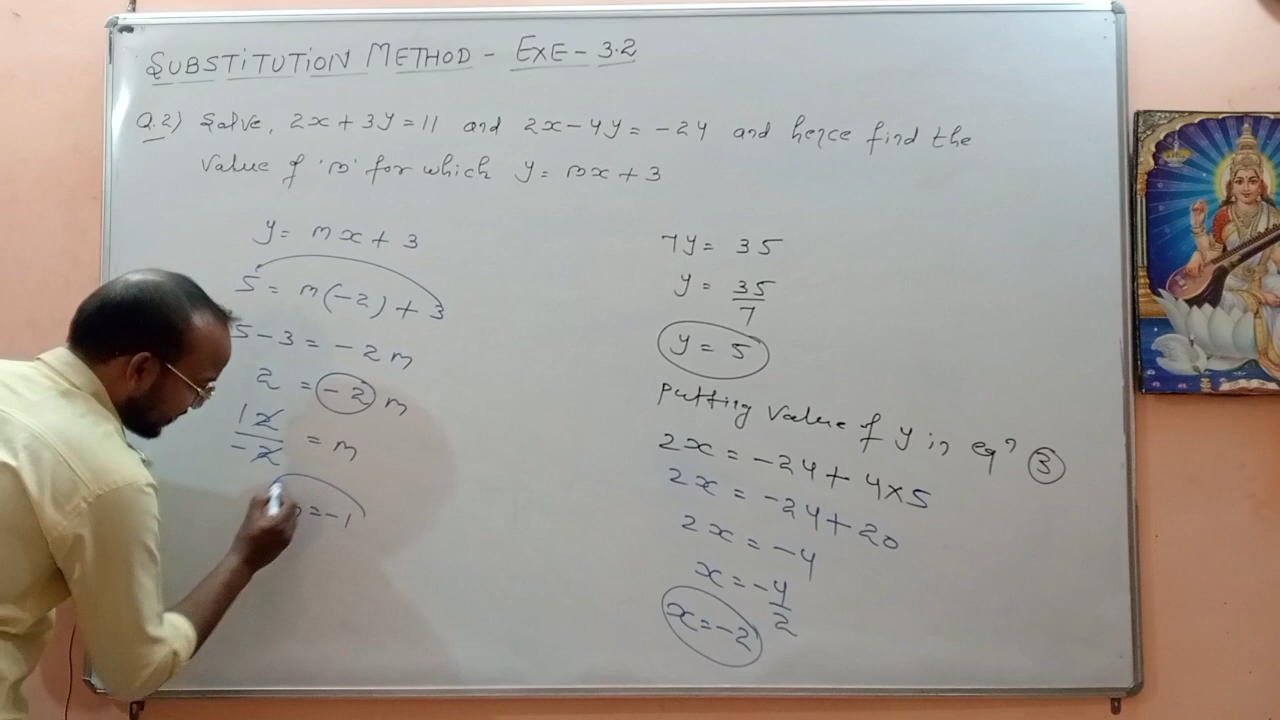 SUBSTITUTION METHOD - EXE - 3.2
Q.2) Solve, 2x + 3y = 11 and 2x - 4y = -24 and hence find the
value of 'm' for which y = mx + 3
y = mx + 3
5 = m(-2) + 3
5 - 3 = -2m
2 = -2 m
1 2
-2 = m
= -1
7y = 35
y = 35
7
y = 5
putting value of y in eqn 3
2x = -24 + 4x5
2x = -24 + 20
2x = -4
x = -4
2
x = -2